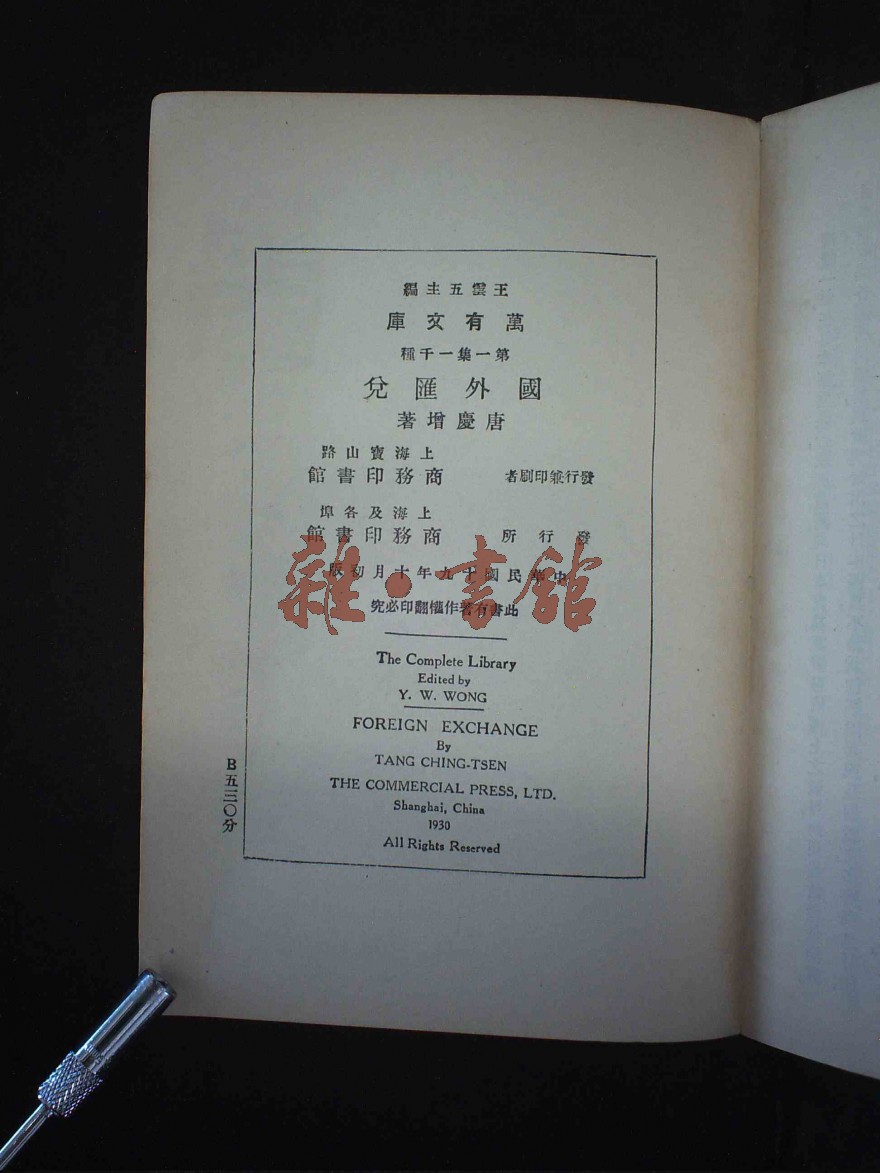 王雲五主編
萬有文庫
第一集一千種
國外匯兌
唐慶增著
上海寶山路
發行兼印刷者 商務印書館
上海及各埠
發行所 商務印書館
中華民國十九年十月初版
此書有著作權翻印必究
雜·書館
The Complete Library
Edited by
Y. W. WONG
FOREIGN EXCHANGE
By
TANG CHING-TSEN
THE COMMERCIAL PRESS, LTD.
Shanghai, China
1930
All Rights Reserved
B五三〇分